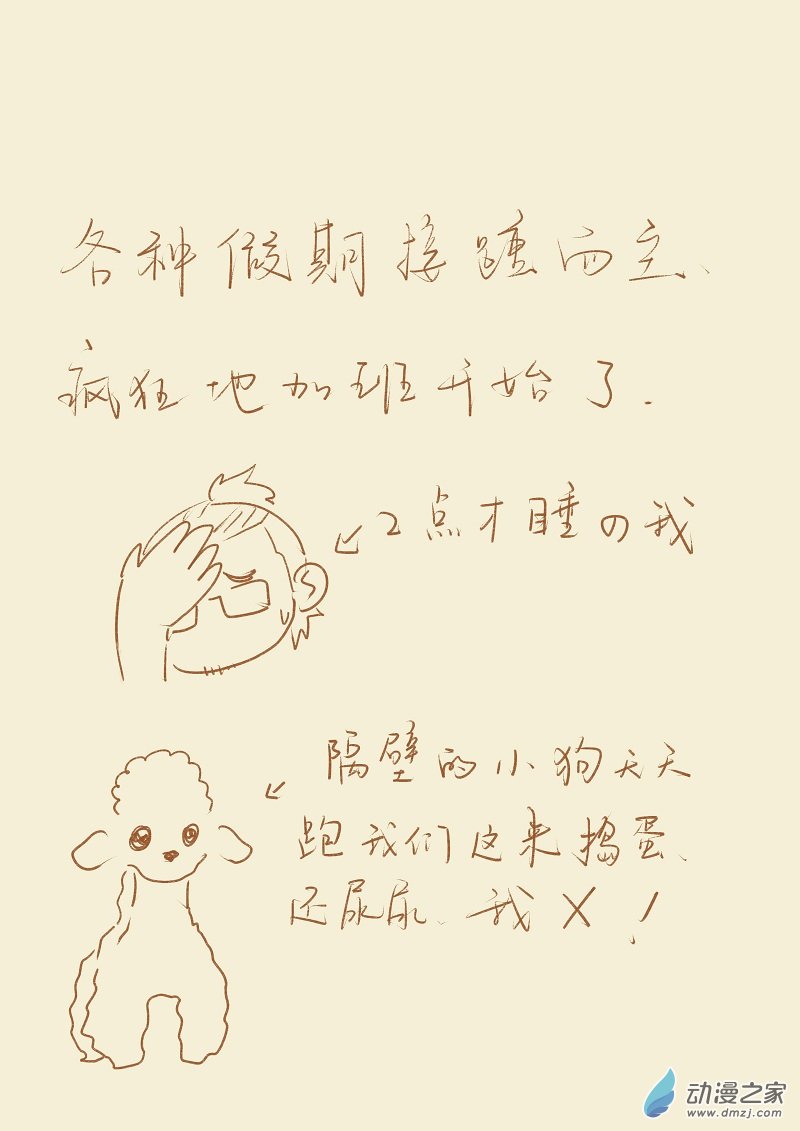 各种假期接踵而至、
疯狂地加班开始了.
2点才睡の我
隔壁的小狗天天
跑我们这来捣蛋、
还尿尿、我X！
动漫之家
www.dmzj.com